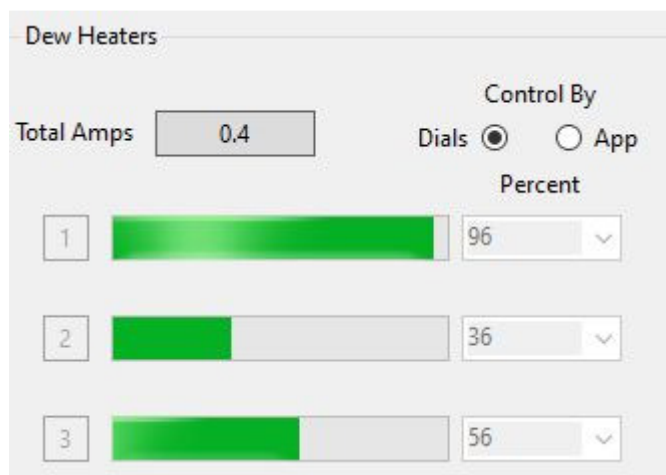 Dew Heaters
Control By
Total Amps 0.4 Dials App
Percent
1 96
2 36
3 56